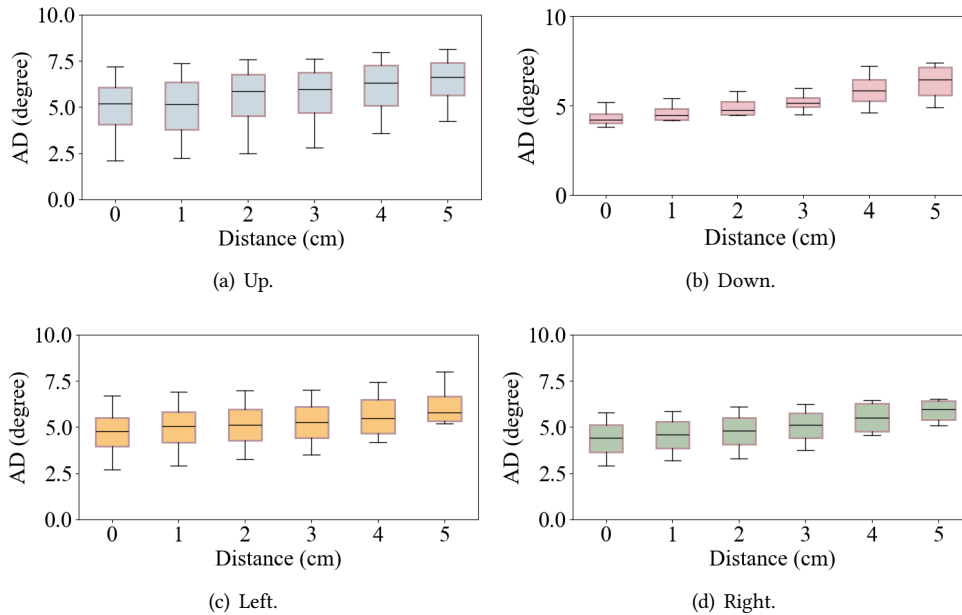 10.0
7.5
5.0
2.5
0.0
AD (degree)
0 1 2 3 4 5
Distance (cm)
(a) Up.
10
5
0
AD (degree)
0 1 2 3 4 5
Distance (cm)
(b) Down.
10.0
7.5
5.0
2.5
0.0
AD (degree)
0 1 2 3 4 5
Distance (cm)
(c) Left.
10.0
7.5
5.0
2.5
0.0
AD (degree)
0 1 2 3 4 5
Distance (cm)
(d) Right.